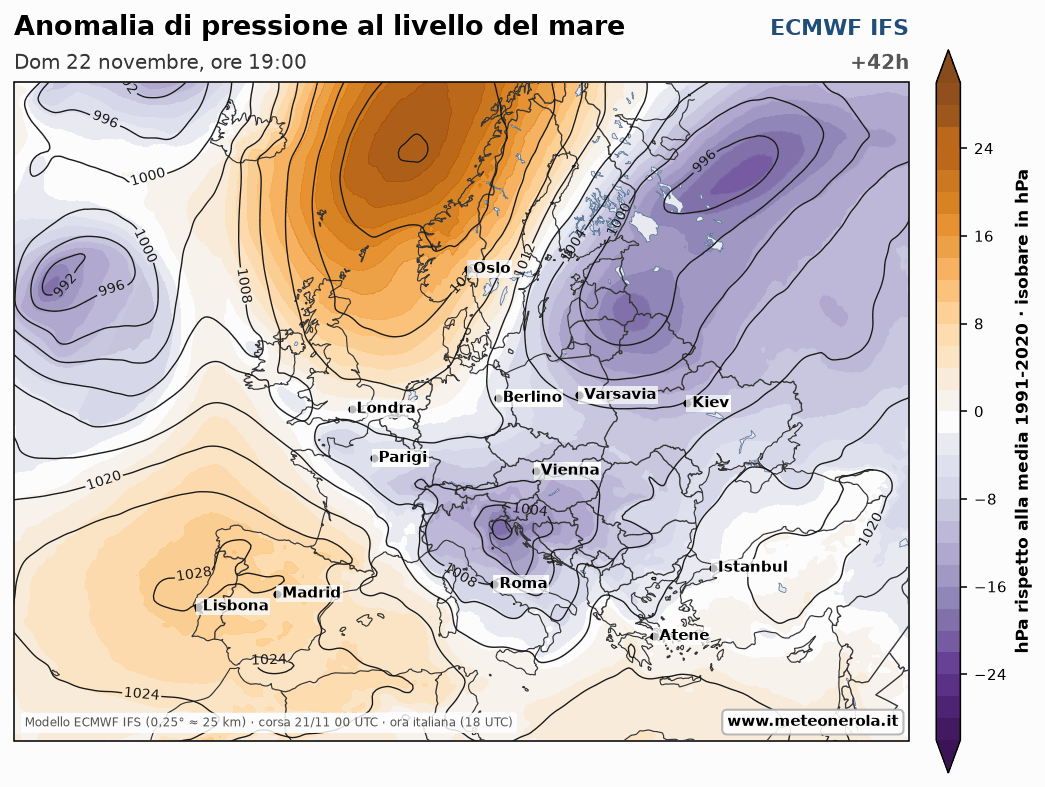 Anomalia di pressione al livello del mare
ECMWF IFS
Dom 22 novembre, ore 19:00
+42h
996
1000
996
1000
1000
992
996
1008
1004
1012
Oslo
Londra
Berlino
Varsavia
Kiev
Parigi
Vienna
1020
1004
1020
1028
1008
Roma
Istanbul
Madrid
Lisbona
Atene
1024
1024
Modello ECMWF IFS (0,25° ≈ 25 km) · corsa 21/11 00 UTC · ora italiana (18 UTC)
www.meteonerola.it
24
16
8
0
−8
−16
−24
hPa rispetto alla media 1991-2020 · isobare in hPa